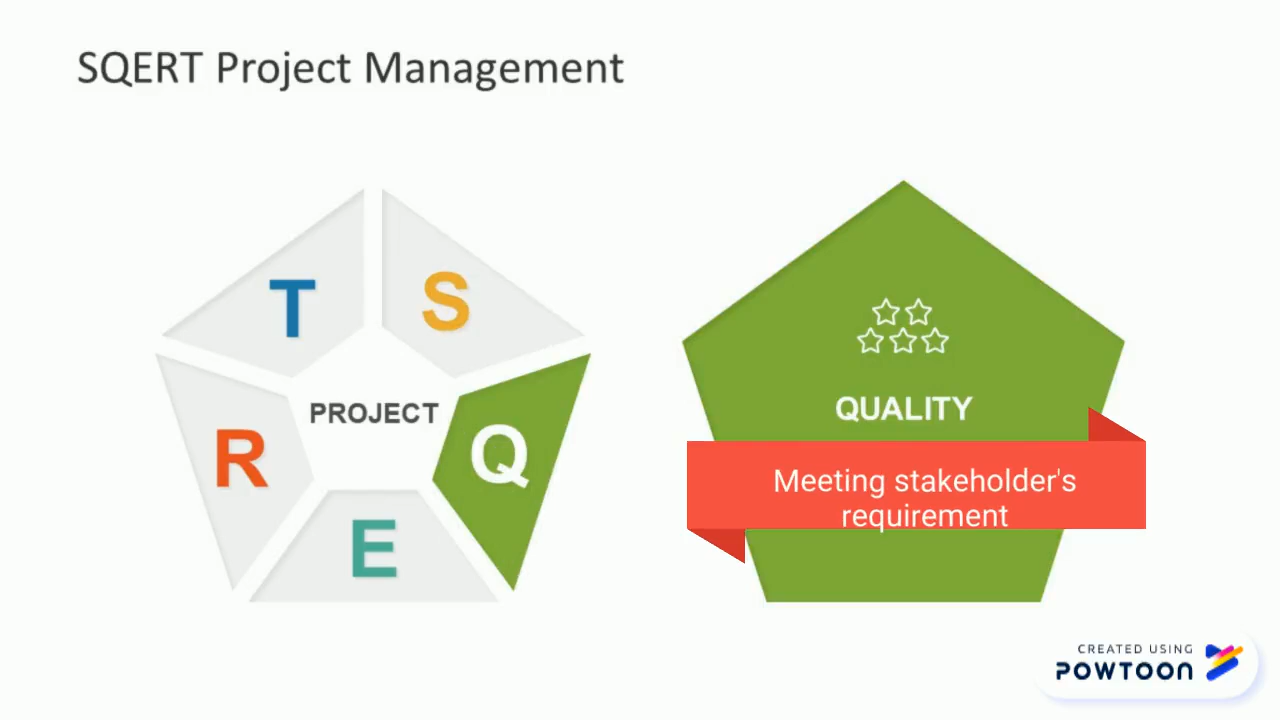 SQERT Project Management
T
S
PROJECT
R
Q
E
QUALITY
Meeting stakeholder's
requirement
CREATED USING
POWTOON